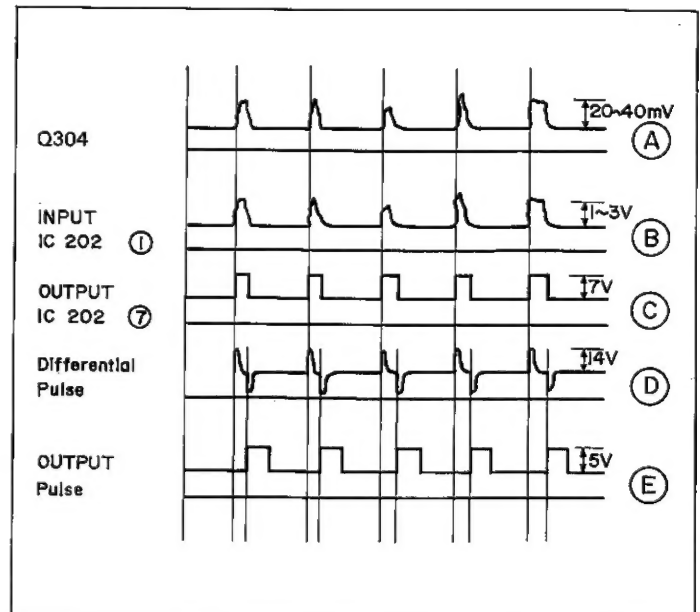 Q304
20~40mV
A
INPUT
IC 202 ①
1~3V
B
OUTPUT
IC 202 ⑦
7V
C
Differential
Pulse
14V
D
OUTPUT
Pulse
5V
E